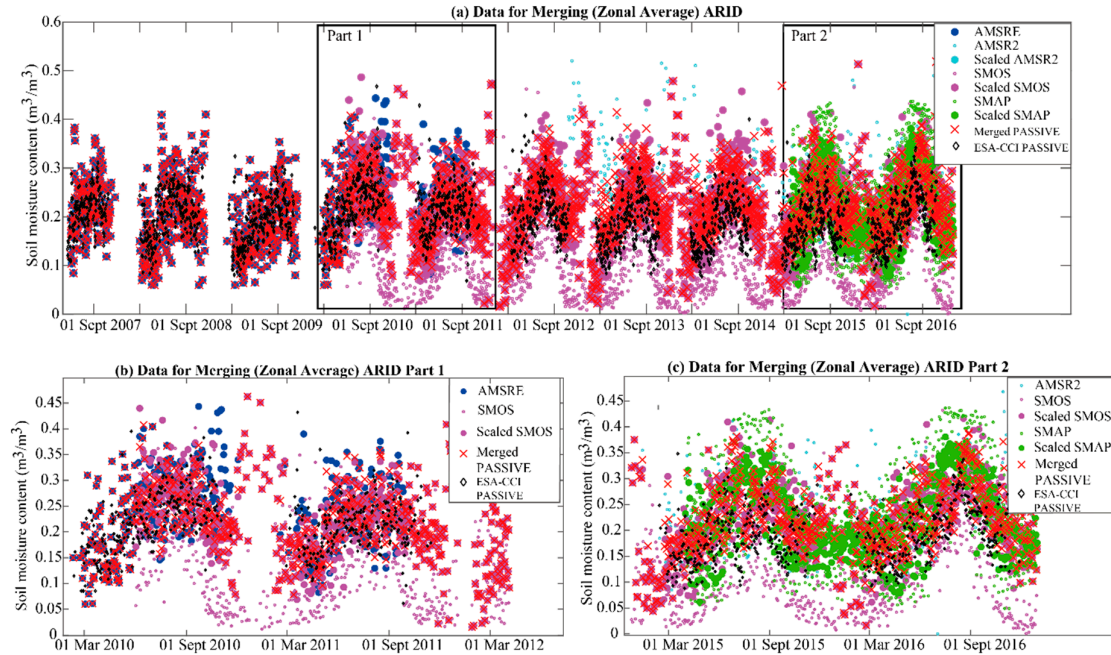 (a) Data for Merging (Zonal Average) ARID
0.6
0.5
0.4
0.3
0.2
0.1
0
Soil moisture content (m³/m³)
Part 1
Part 2
AMSRE
AMSR2
Scaled AMSR2
SMOS
Scaled SMOS
SMAP
Scaled SMAP
Merged PASSIVE
ESA-CCI PASSIVE
01 Sept 2007
01 Sept 2008
01 Sept 2009
01 Sept 2010
01 Sept 2011
01 Sept 2012
01 Sept 2013
01 Sept 2014
01 Sept 2015
01 Sept 2016
(b) Data for Merging (Zonal Average) ARID Part 1
0.45
0.4
0.35
0.3
0.25
0.2
0.15
0.1
0.05
0
Soil moisture content (m³/m³)
AMSRE
SMOS
Scaled SMOS
Merged
PASSIVE
ESA-CCI
PASSIVE
01 Mar 2010
01 Sept 2010
01 Mar 2011
01 Sept 2011
01 Mar 2012
(c) Data for Merging (Zonal Average) ARID Part 2
0.45
0.4
0.35
0.3
0.25
0.2
0.15
0.1
0.05
0
Soil moisture content (m³/m³)
AMSR2
SMOS
Scaled SMOS
SMAP
Scaled SMAP
Merged
PASSIVE
ESA-CCI
PASSIVE
01 Mar 2015
01 Sept 2015
01 Mar 2016
01 Sept 2016